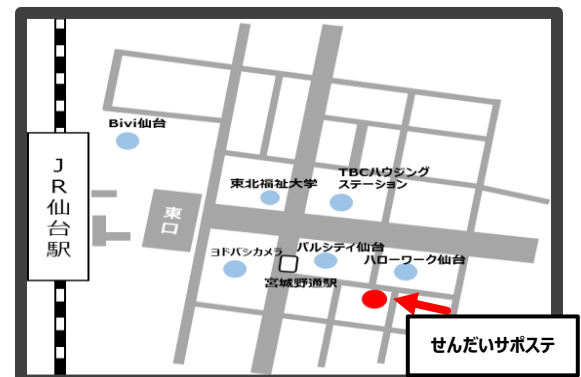 Bivi仙台
JR仙台駅
東口
東北福祉大学
TBCハウジング
ステーション
ヨドバシカメラ
パルシティ仙台
ハローワーク仙台
宮城野通駅
せんだいサポステ